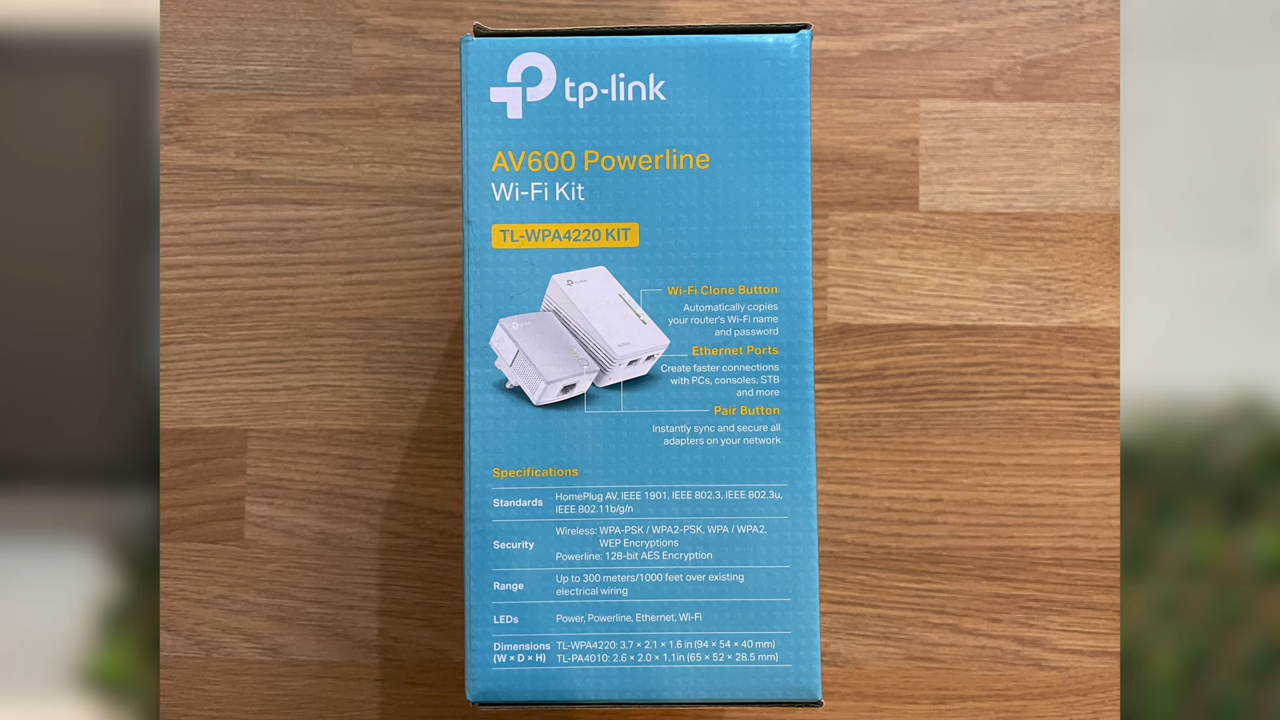 tp-link
AV600 Powerline
Wi-Fi Kit
TL-WPA4220 KIT
tp-link
tp-link
Wi-Fi Clone Button
Automatically copies
your router's Wi-Fi name
and password
Ethernet Ports
Create faster connections
with PCs, consoles, STB
and more
Pair Button
Instantly sync and secure all
adapters on your network
Specifications
Standards HomePlug AV, IEEE 1901, IEEE 802.3, IEEE 802.3u,
IEEE 802.11b/g/n
Security Wireless: WPA-PSK / WPA2-PSK, WPA / WPA2,
WEP Encryptions
Powerline: 128-bit AES Encryption
Range Up to 300 meters/1000 feet over existing
electrical wiring
LEDs Power, Powerline, Ethernet, Wi-Fi
Dimensions TL-WPA4220: 3.7 × 2.1 × 1.6 in (94 × 54 × 40 mm)
(W × D × H) TL-PA4010: 2.6 × 2.0 × 1.1in (65 × 52 × 28.5 mm)